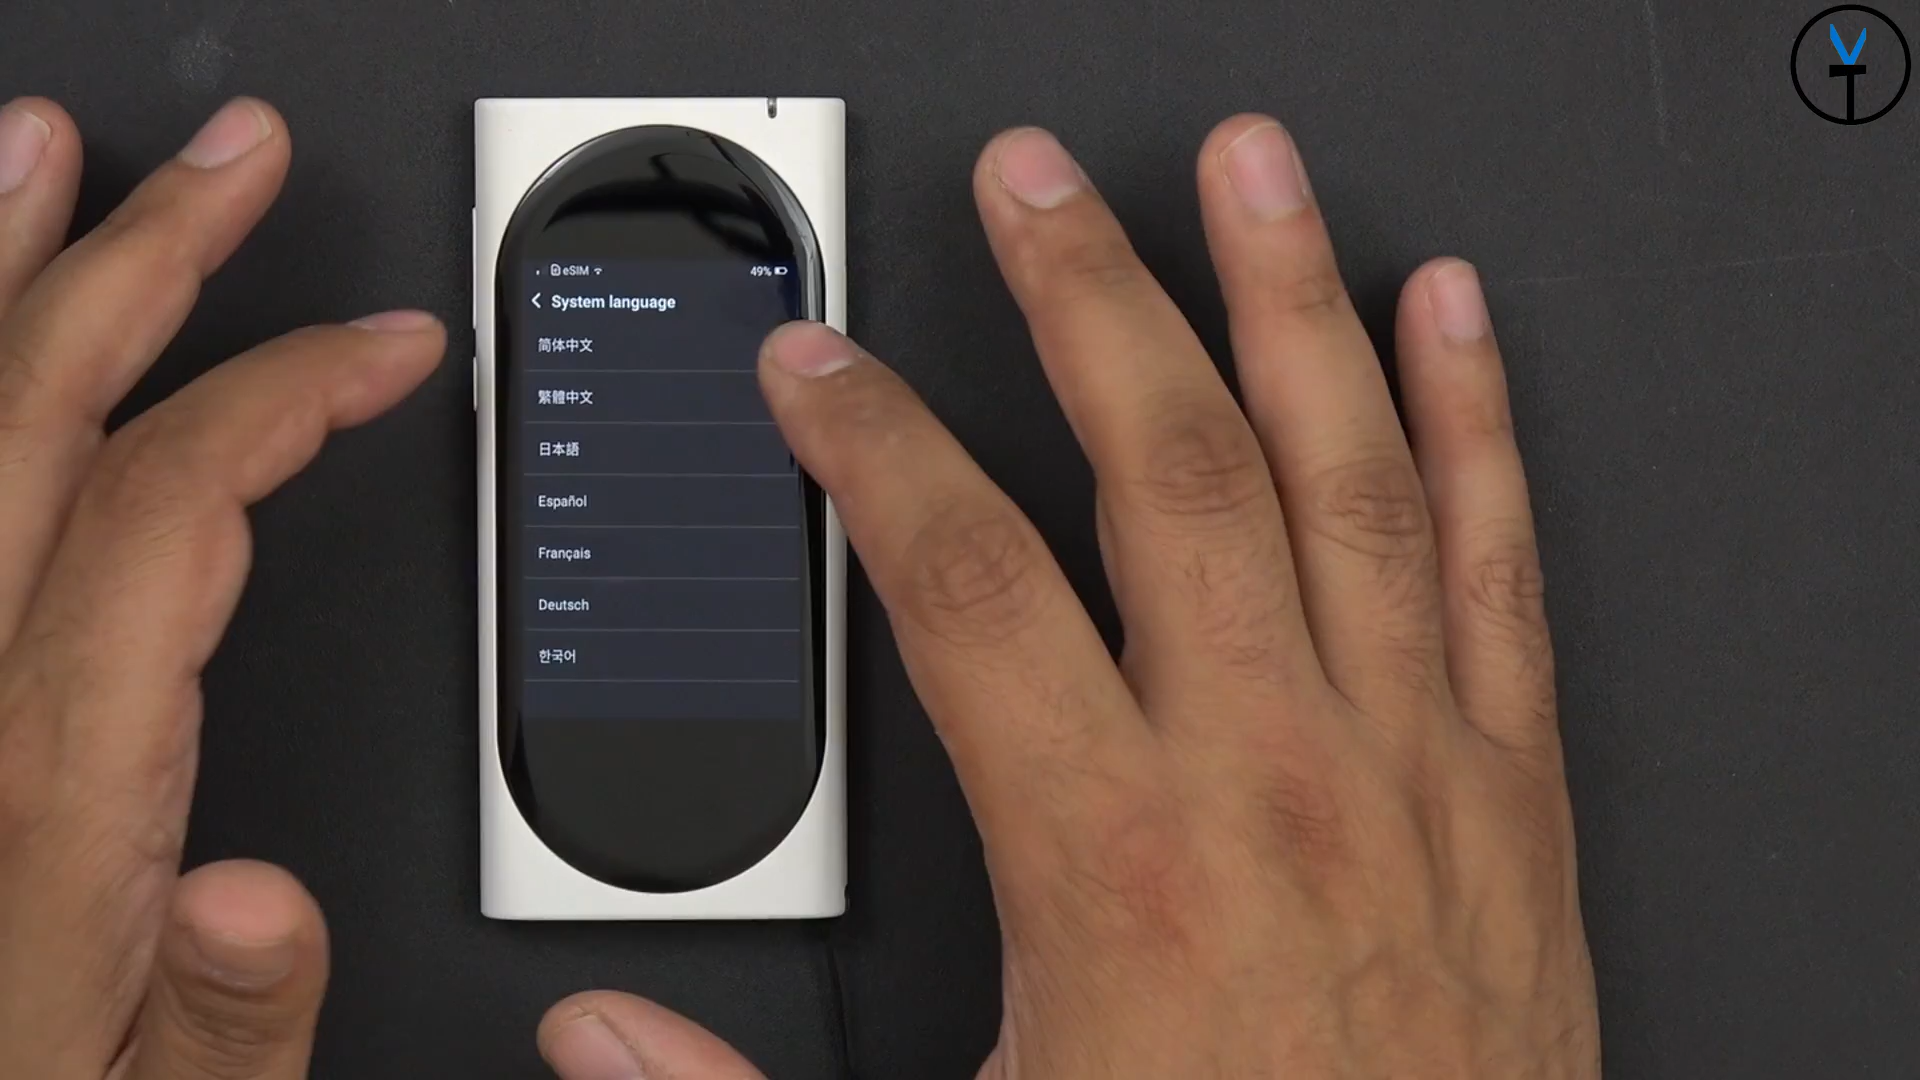 eSIM 49%
System language
简体中文
繁體中文
日本語
Español
Français
Deutsch
한국어